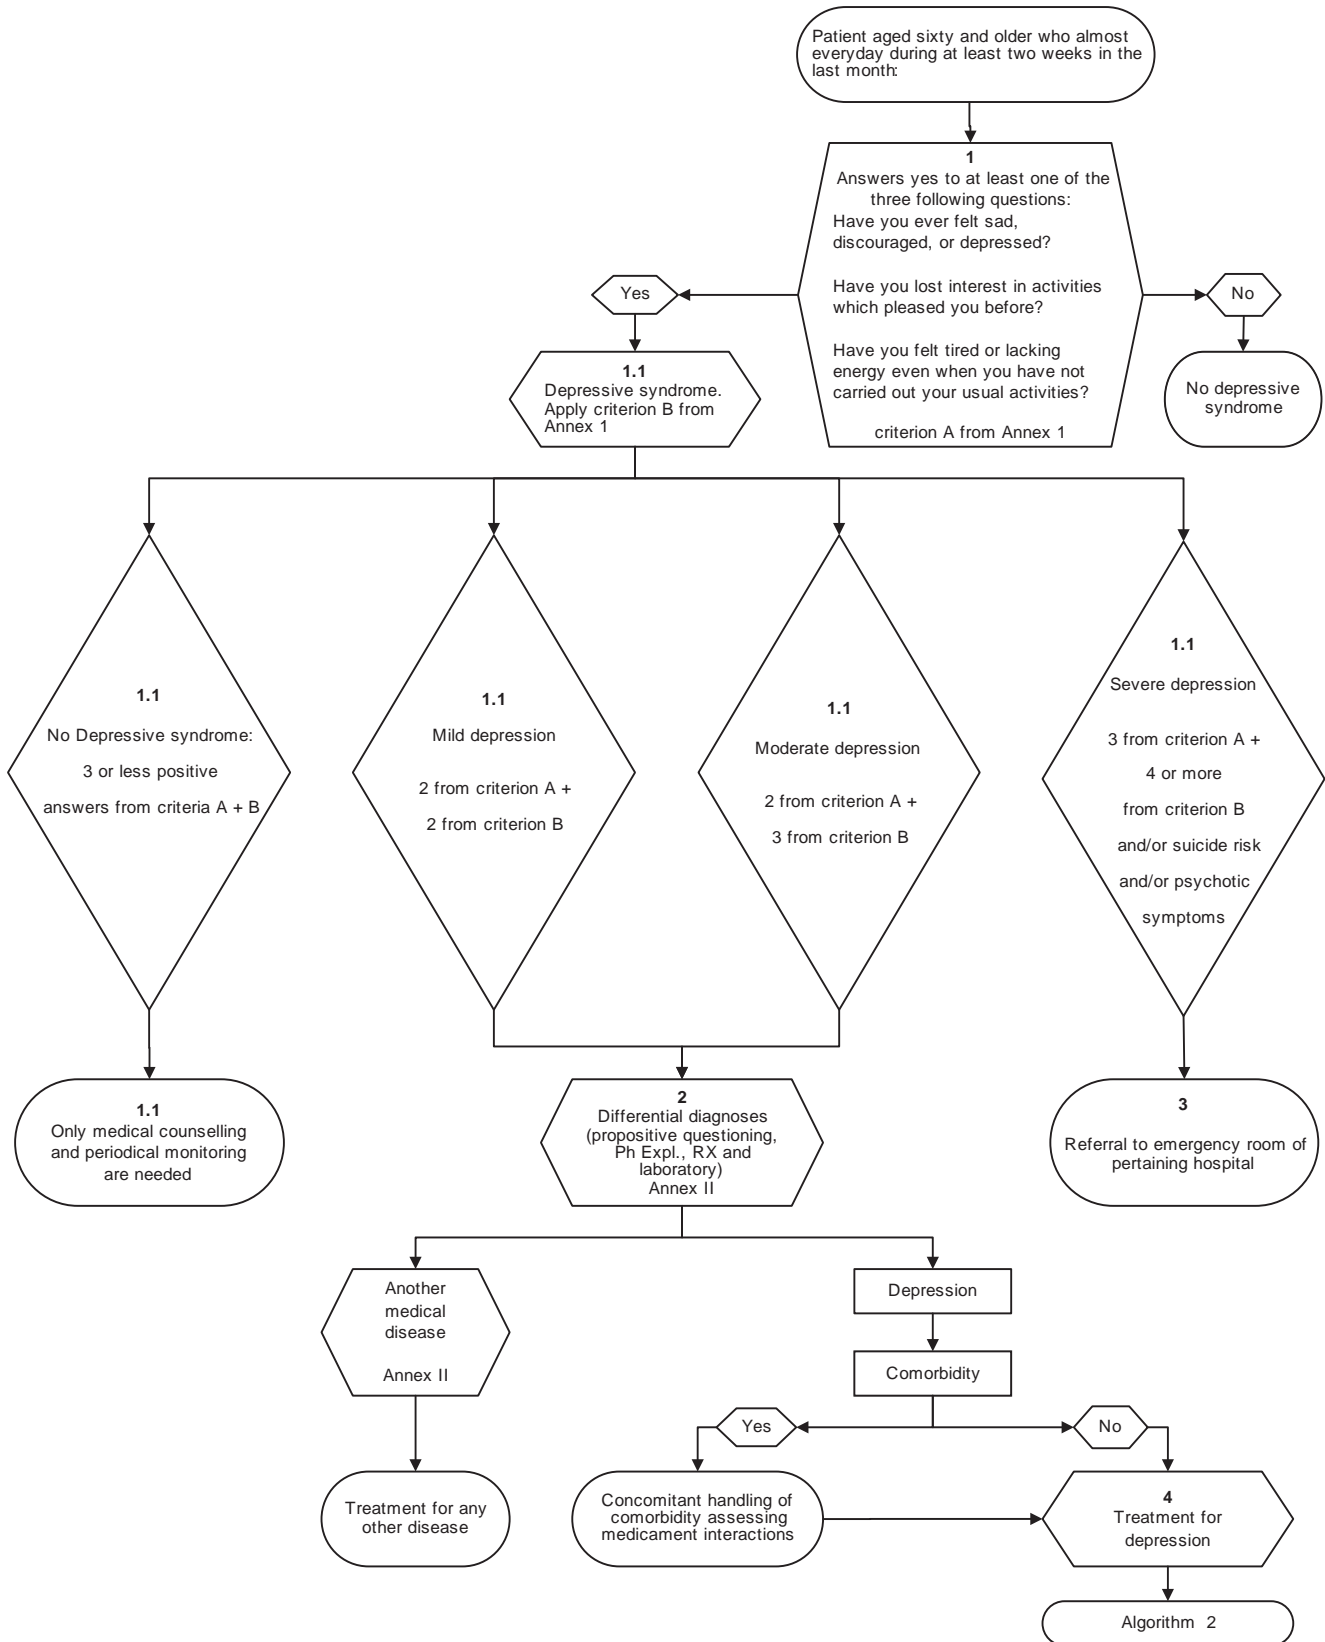 Patient aged sixty and older who almost
everyday during at least two weeks in the
last month:
1
Answers yes to at least one of the
three following questions:
Have you ever felt sad,
discouraged, or depressed?
Have you lost interest in activities
which pleased you before?
Have you felt tired or lacking
energy even when you have not
carried out your usual activities?
criterion A from Annex 1
Yes
No
1.1
Depressive syndrome.
Apply criterion B from
Annex 1
No depressive
syndrome
1.1
No Depressive syndrome:
3 or less positive
answers from criteria A + B
1.1
Mild depression
2 from criterion A +
2 from criterion B
1.1
Moderate depression
2 from criterion A +
3 from criterion B
1.1
Severe depression
3 from criterion A +
4 or more
from criterion B
and/or suicide risk
and/or psychotic
symptoms
1.1
Only medical counselling
and periodical monitoring
are needed
2
Differential diagnoses
(propositive questioning,
Ph Expl., RX and
laboratory)
Annex II
3
Referral to emergency room of
pertaining hospital
Another
medical
disease
Annex II
Depression
Comorbidity
Yes
No
Treatment for any
other disease
Concomitant handling of
comorbidity assessing
medicament interactions
4
Treatment for
depression
Algorithm 2